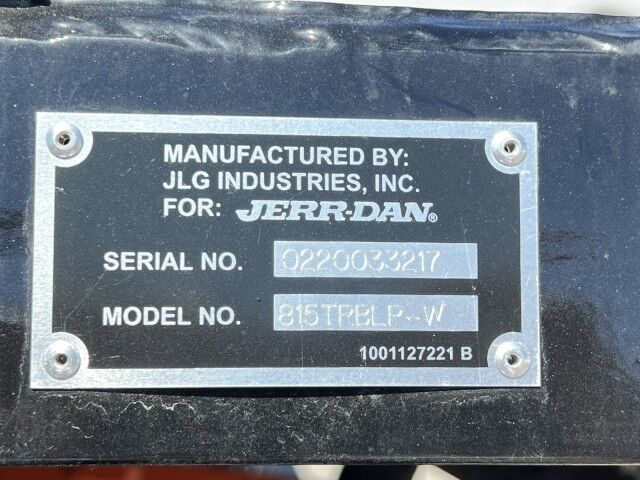 MANUFACTURED BY:
JLG INDUSTRIES, INC.
FOR: JERR-DAN®
SERIAL NO. 0220033217
MODEL NO. 815TRBLP-W
1001127221 B